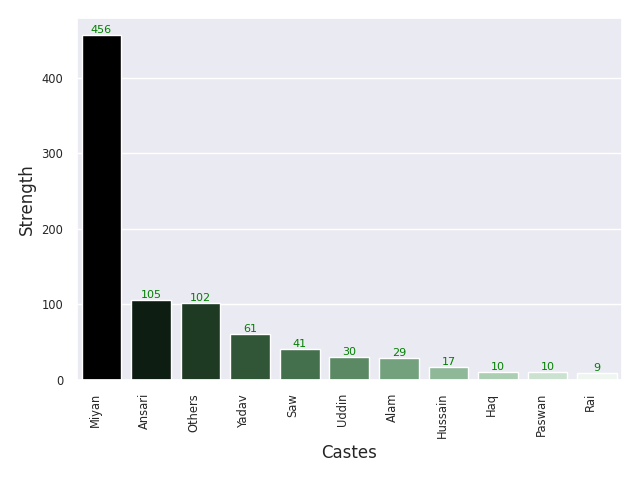 456
400
300
Strength
200
105
102
100
61
41
30
29
17
10
10
9
0
Miyan
Ansari
Others
Yadav
Saw
Uddin
Alam
Hussain
Haq
Paswan
Rai
Castes